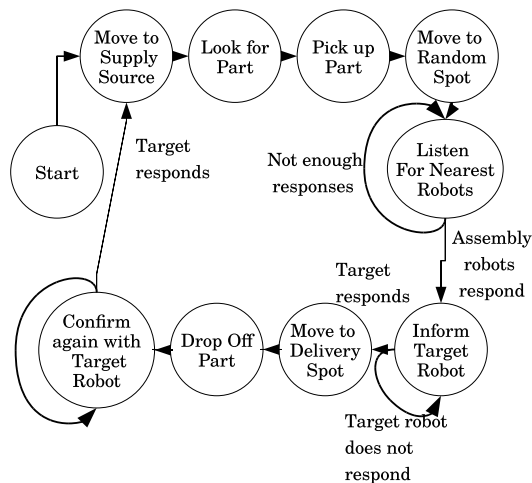 Move to
Supply
Source
Look for
Part
Pick up
Part
Move to
Random
Spot
Start
Target
responds
Not enough
responses
Listen
For Nearest
Robots
Assembly
robots
respond
Target
responds
Confirm
again with
Target
Robot
Drop Off
Part
Move to
Delivery
Spot
Inform
Target
Robot
Target robot
does not
respond